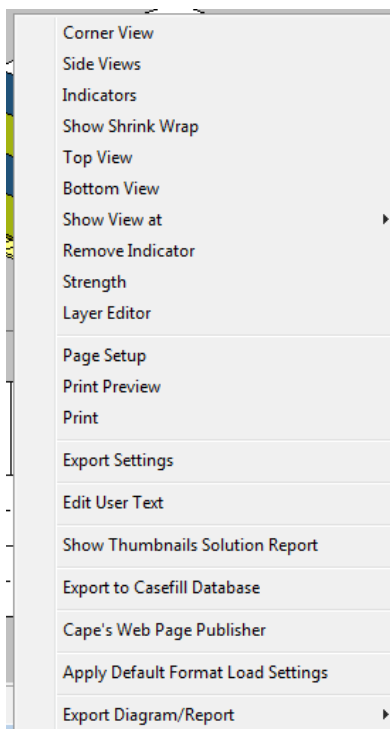 Corner View
Side Views
Indicators
Show Shrink Wrap
Top View
Bottom View
Show View at
Remove Indicator
Strength
Layer Editor
Page Setup
Print Preview
Print
Export Settings
Edit User Text
Show Thumbnails Solution Report
Export to Casefill Database
Cape's Web Page Publisher
Apply Default Format Load Settings
Export Diagram/Report